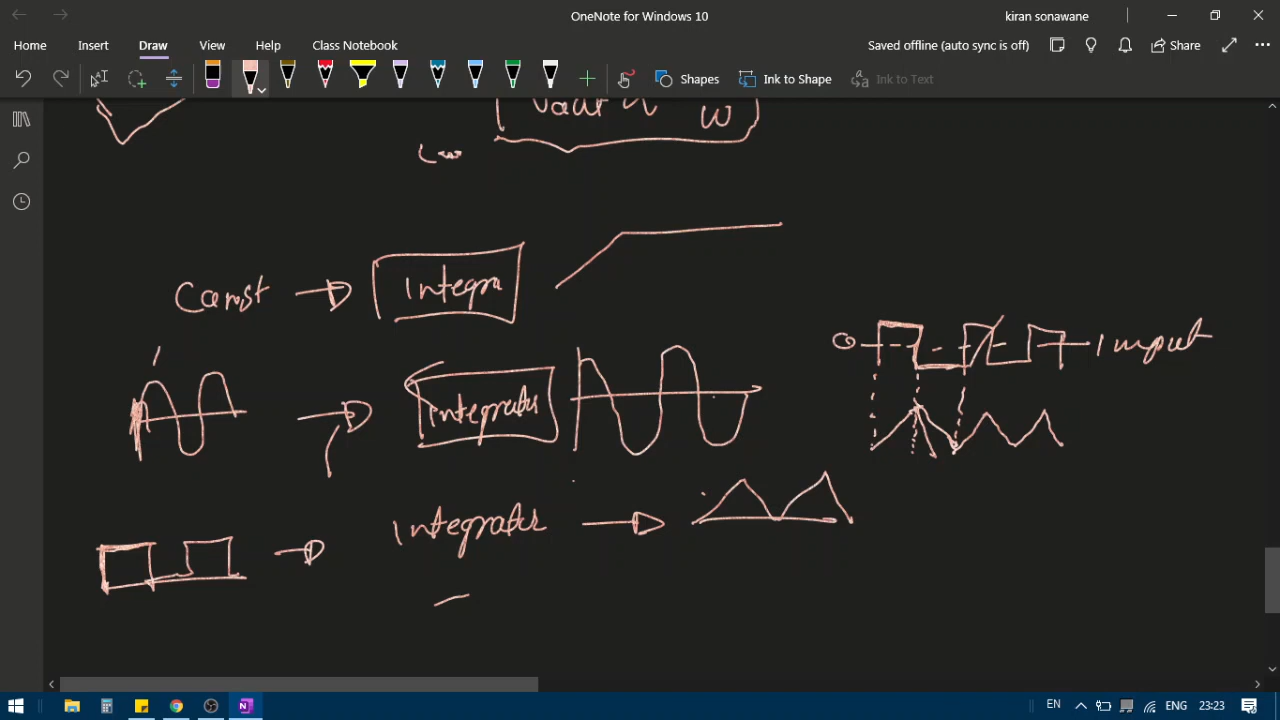 OneNote for Windows 10
kiran sonawane
Home Insert Draw View Help Class Notebook
Saved offline (auto sync is off) Share
Shapes Ink to Shape Ink to Text
Vout
W
Const
Integra
O Input
Integrator
Integrator
EN ENG 23:23